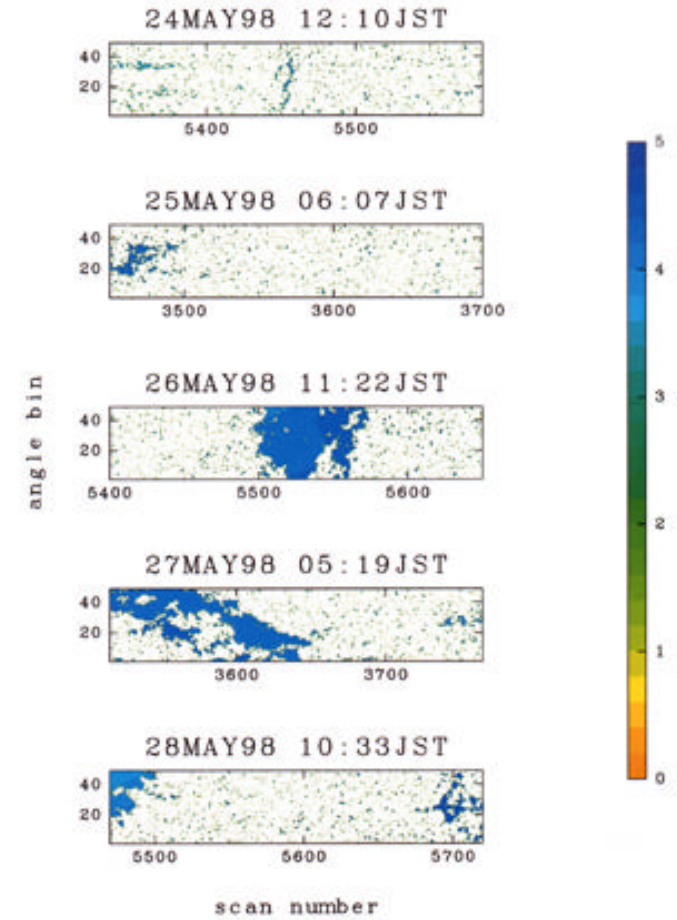 24MAY98 12:10JST
40
20
5400 5500
25MAY98 06:07JST
40
20
3500 3600 3700
26MAY98 11:22JST
40
20
5400 5500 5600
27MAY98 05:19JST
40
20
3600 3700
28MAY98 10:33JST
40
20
5500 5600 5700
scan number
angle bin
5
4
3
2
1
0